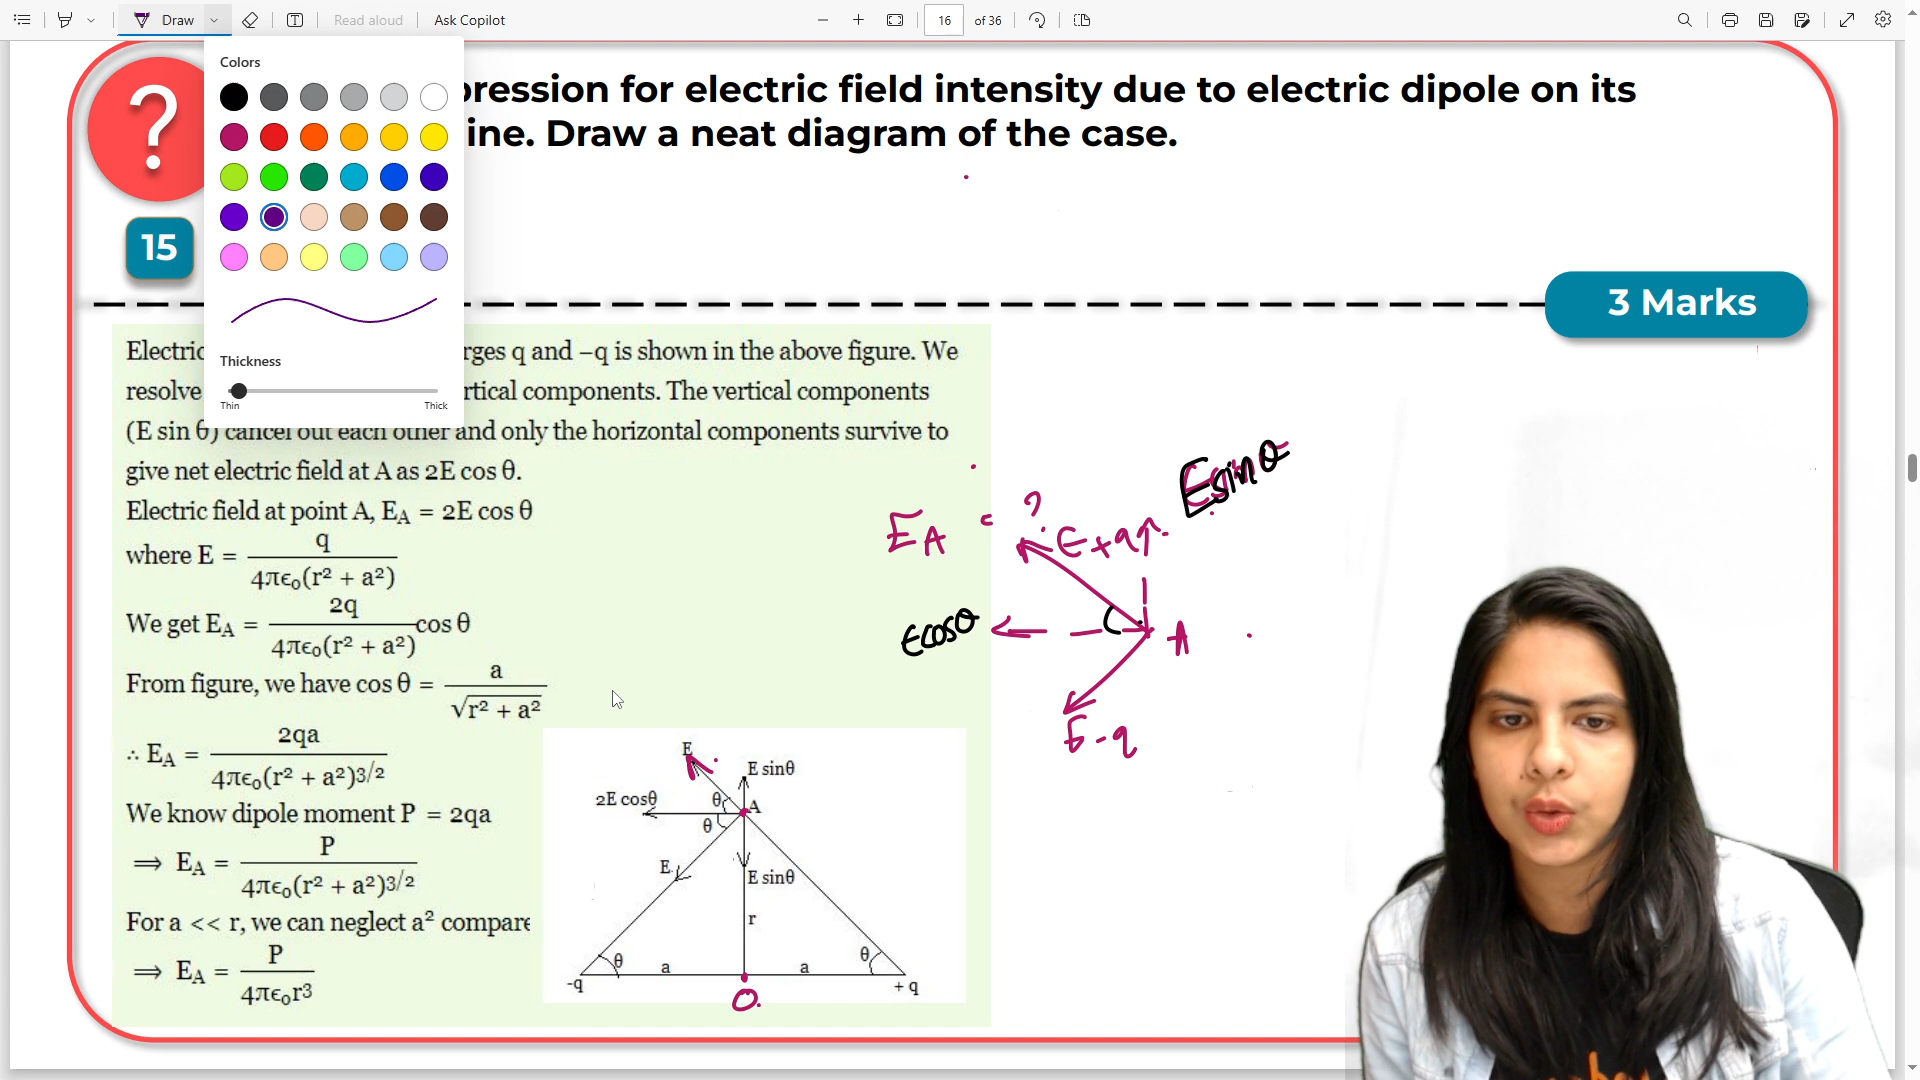 Draw
Read aloud
Ask Copilot
16
of 36
Colors
Thickness
Thin
Thick
?
pression for electric field intensity due to electric dipole on its
ine. Draw a neat diagram of the case.
15
3 Marks
Electric
rges q and –q is shown in the above figure. We
resolve
rtical components. The vertical components
(E sin θ) cancel out each other and only the horizontal components survive to
give net electric field at A as 2E cos θ.
Electric field at point A, E_A = 2E cos θ
where E = q / 4πϵ₀(r² + a²)
We get E_A = 2q / 4πϵ₀(r² + a²) cos θ
From figure, we have cos θ = a / √r² + a²
∴ E_A = 2qa / 4πϵ₀(r² + a²)3/2
We know dipole moment P = 2qa
⟹ E_A = P / 4πϵ₀(r² + a²)3/2
For a << r, we can neglect a² compare
⟹ E_A = P / 4πϵ₀r³
E
E sinθ
2E cosθ
θ
A
θ
E
E sinθ
r
θ
a
a
θ
-q
+ q
O
E_A = ?
E+q
E sin θ
E cos θ
A
E-q